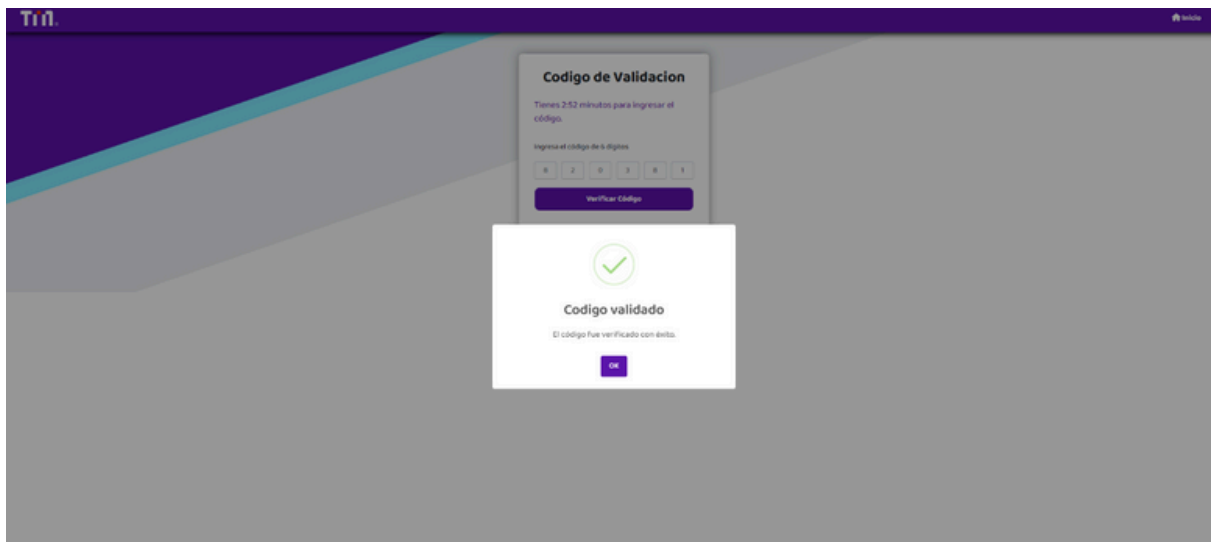 Inicio
Codigo de Validacion
Tienes 2:52 minutos para ingresar el
código.
Ingresa el código de 6 dígitos
Verificar Código
Codigo validado
El código fue verificado con éxito.
OK